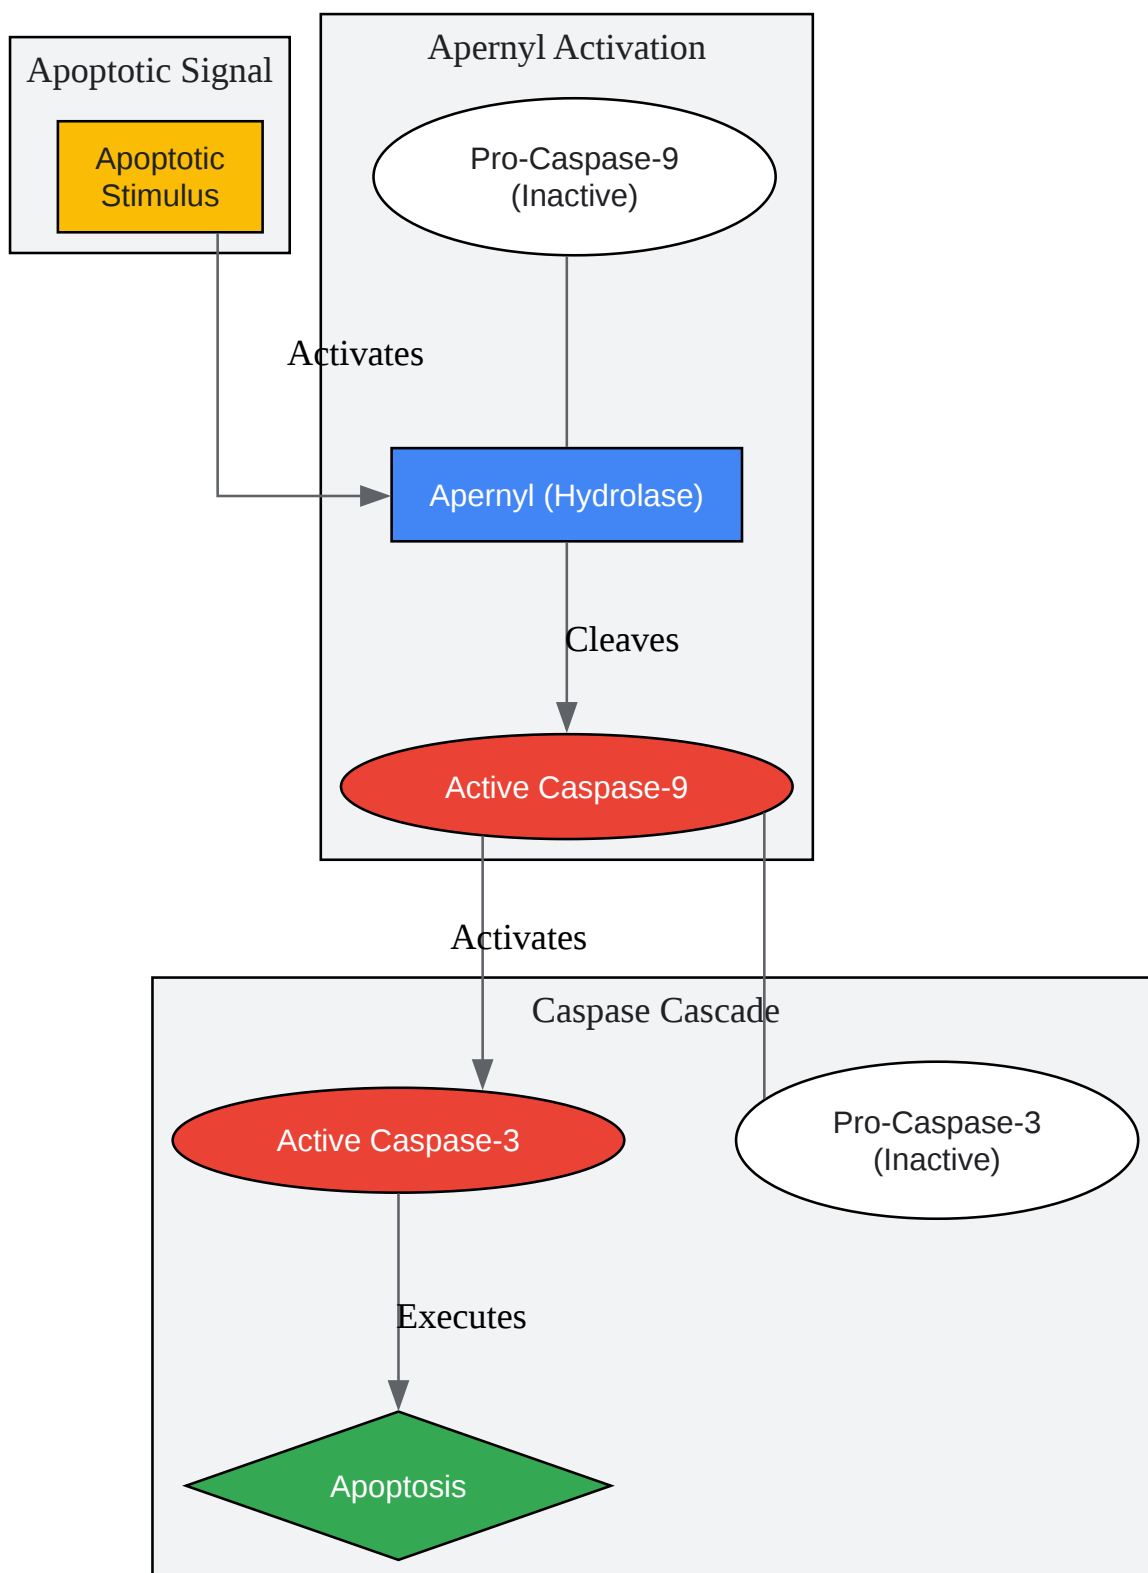 Apoptotic Signal
Apoptotic
Stimulus
Apernyl Activation
Pro-Caspase-9
(Inactive)
Activates
Apernyl (Hydrolase)
Cleaves
Active Caspase-9
Activates
Caspase Cascade
Active Caspase-3
Pro-Caspase-3
(Inactive)
Executes
Apoptosis